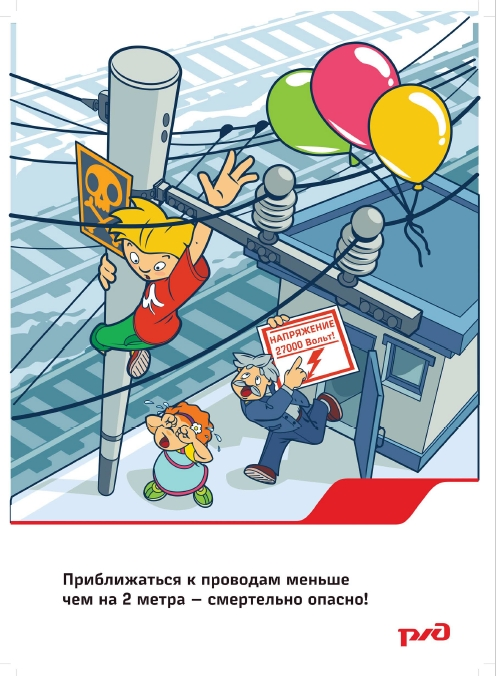 НАПРЯЖЕНИЕ
27000 Вольт!
Приближаться к проводам меньше
чем на 2 метра – смертельно опасно!
ржд